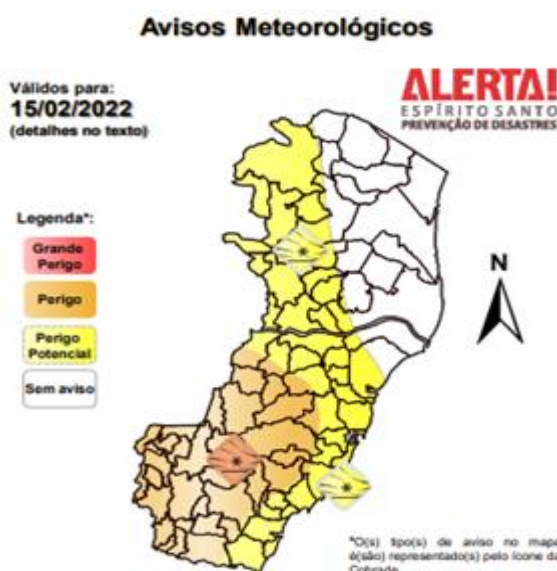 Avisos Meteorológicos
Válidos para:
15/02/2022
(detalhes no texto)
ALERTA!
ESPÍRITO SANTO
PREVENÇÃO DE DESASTRES
Legenda*:
Grande
Perigo
Perigo
Perigo
Potencial
Sem aviso
N
*O(s) tipo(s) de aviso no mapa
é(são) representado(s) pelo ícone da
Cobrade